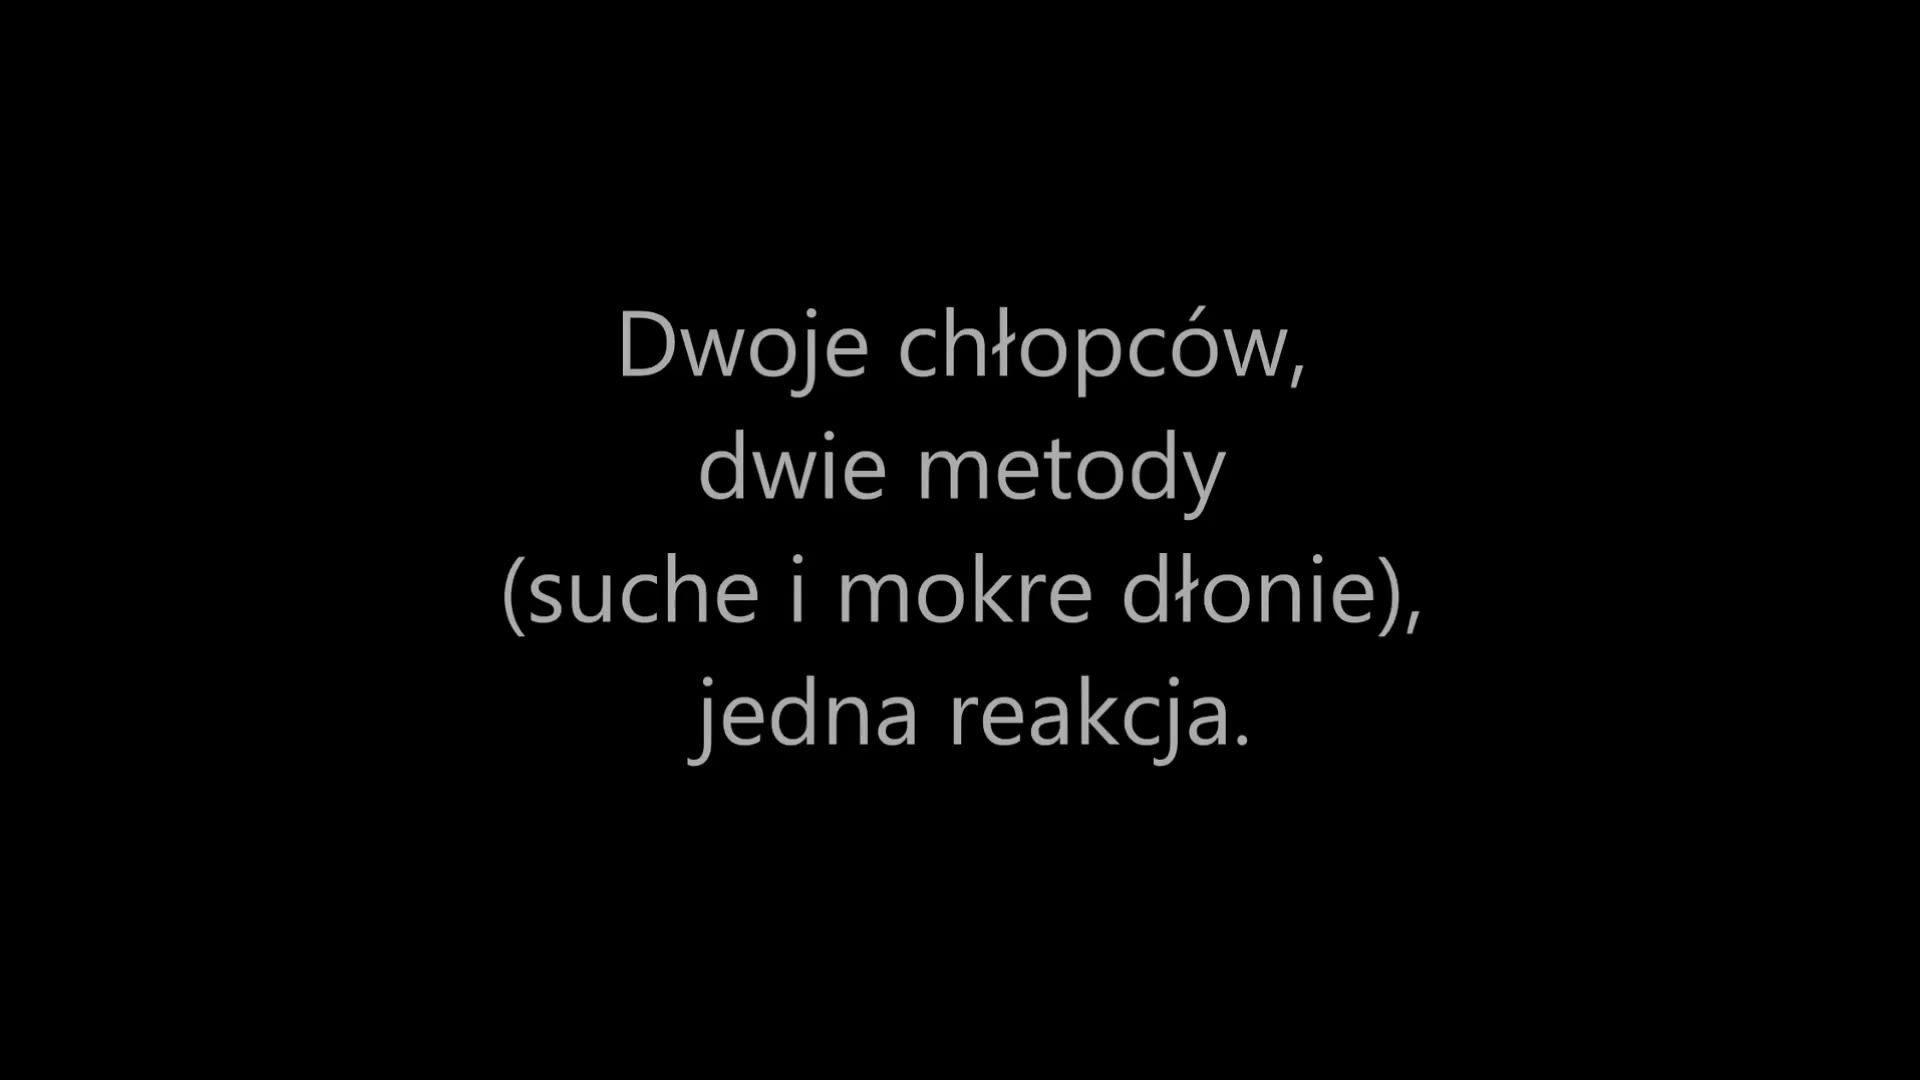 Dwoje chłopców,
dwie metody
(suche i mokre dłonie),
jedna reakcja.